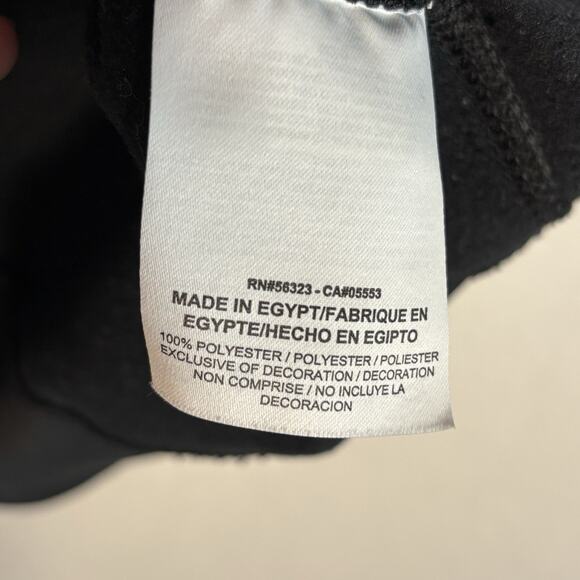 RN#56323 - CA#05553
MADE IN EGYPT/FABRIQUE EN
EGYPTE/HECHO EN EGIPTO
100% POLYESTER / POLYESTER / POLIESTER
EXCLUSIVE OF DECORATION / DECORATION
NON COMPRISE / NO INCLUYE LA
DECORACION